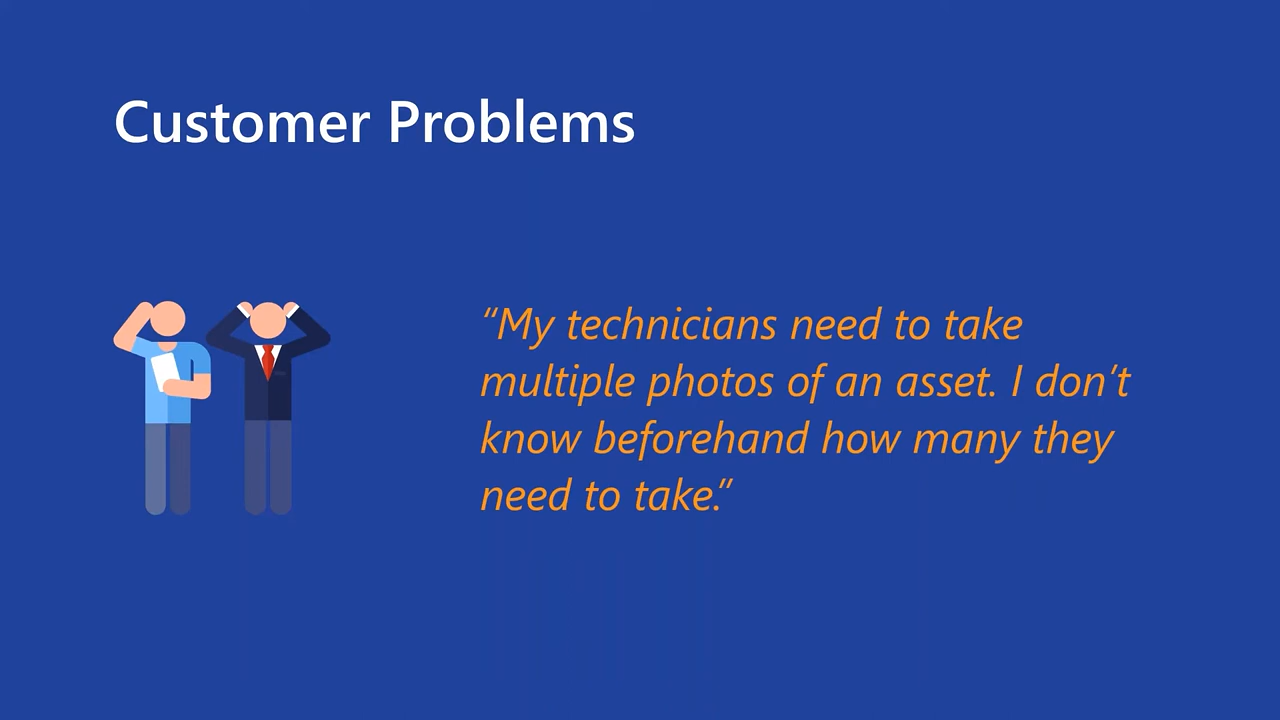 Customer Problems
“My technicians need to take
multiple photos of an asset. I don’t
know beforehand how many they
need to take.”